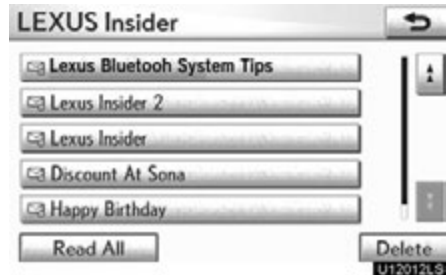 LEXUS Insider
Lexus Bluetooh System Tips
Lexus Insider 2
Lexus Insider
Discount At Sona
Happy Birthday
Read All
Delete
U12012LS